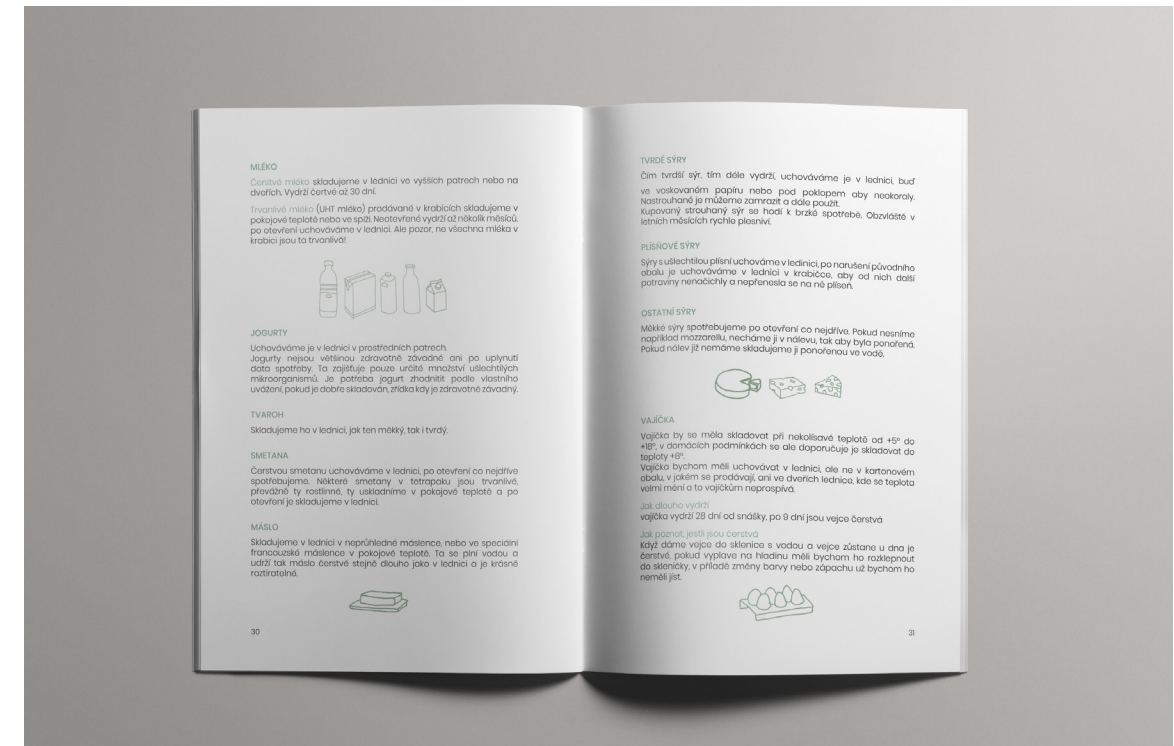 MLÉKO
Čerstvé mléko skladujeme v lednici ve vyšších patrech nebo na
dveřích. Vydrží čertvé až 30 dní.
Trvanlivé mléko (UHT mléko) prodávané v krabicích skladujeme v
pokojové teplotě nebo ve spíži. Neotevřené vydrží až několik měsíců,
po otevření uchováváme v lednici. Ale pozor, ne všechna mléka v
krabici jsou ta trvanlivá!
JOGURTY
Uchováváme je v lednici v prostředních patrech.
Jogurty nejsou většinou zdravotně závadné ani po uplynutí
data spotřeby. Ta zajišťuje pouze určité množství ušlechtilých
mikroorganismů. Je potřeba jogurt zhodnitit podle vlastního
uvážení, pokud je dobře skladován, zřídka kdy je zdravotně závadný.
TVAROH
Skladujeme ho v lednici, jak ten měkký, tak i tvrdý.
SMETANA
Čerstvou smetanu uchováváme v lednici, po otevření co nejdříve
spotřebujeme. Některé smetany v tetrapaku jsou trvanlivé,
převážně ty rostlinné, ty uskladníme v pokojové teplotě a po
otevření je skladujeme v lednici.
MÁSLO
Skladujeme v lednici v neprůhledné máslence, nebo ve speciální
francouzské máslence v pokojové teplotě. Ta se plní vodou a
udrží tak máslo čerstvé stejně dlouho jako v lednici a je krásně
roztíratelné.
30
TVRDÉ SÝRY
Čím tvrdší sýr, tím déle vydrží, uchováváme je v lednici, buď
ve voskovaném papíru nebo pod poklopem aby neokoraly.
Nastrouhané je můžeme zamrazit a dále použít.
Kupovaný strouhaný sýr se hodí k brzké spotřebě. Obzvláště v
letních měsících rychle plesniví.
PLÍSŇOVÉ SÝRY
Sýry s ušlechtilou plísní uchováme v ledinici, po narušení původního
obalu je uchováváme v lednici v krabičce, aby od nich další
potraviny nenačichly a nepřenesla se na ně plíseň.
OSTATNÍ SÝRY
Měkké sýry spotřebujeme po otevření co nejdříve. Pokud nesníme
například mozzarellu, necháme ji v nálevu, tak aby byla ponořená.
Pokud nálev již nemáme skladujeme ji ponořenou ve vodě.
VAJÍČKA
Vajíčka by se měla skladovat při nekolísavé teplotě od +5° do
+18°, v domácích podmínkách se ale doporučuje je skladovat do
teploty +8°.
Vajíčka bychom měli uchovávat v lednici, ale ne v kartonovém
obalu, v jakém se prodávají, ani ve dveřích lednice, kde se teplota
velmi mění a to vajíčkům neprospívá.
Jak dlouho vydrží
vajíčka vydrží 28 dní od snášky, po 9 dní jsou vejce čerstvá
Jak poznat, jestli jsou čerstvá
Když dáme vejce do sklenice s vodou a vejce zůstane u dna je
čerstvé, pokud vyplave na hladinu měli bychom ho rozklepnout
do skleničky, v příladě změny barvy nebo zápachu už bychom ho
neměli jíst.
31